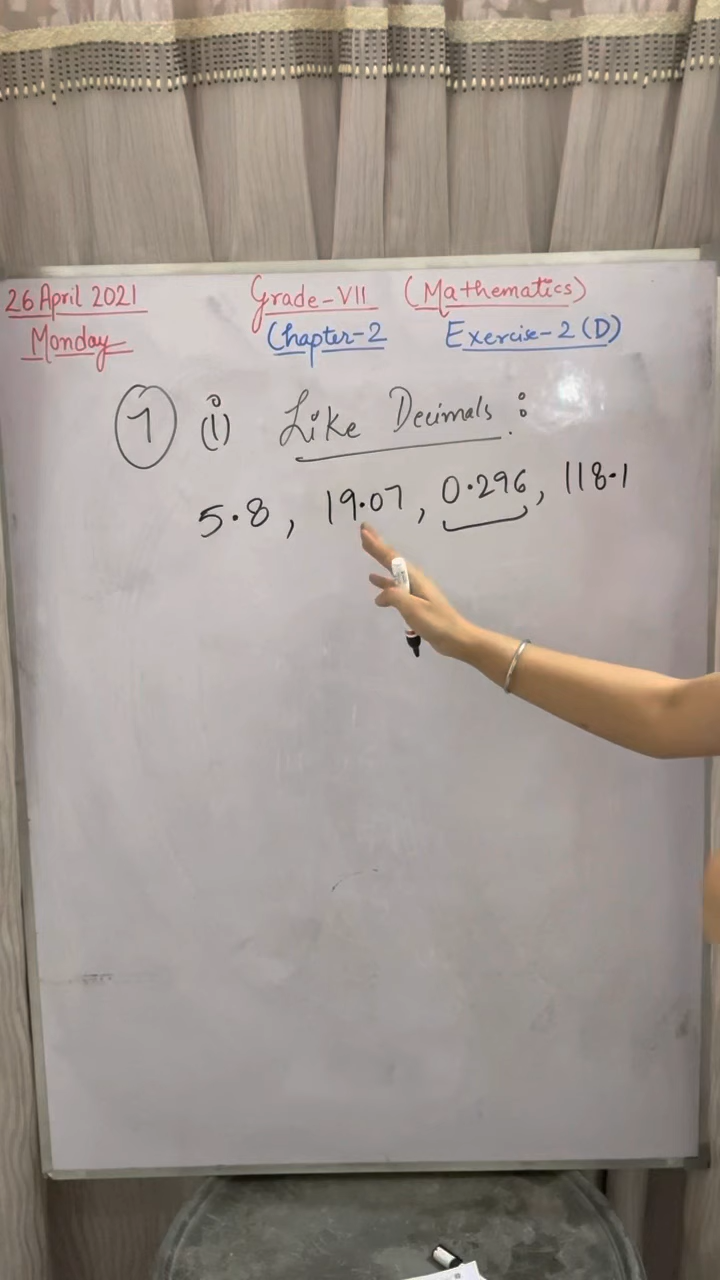 26 April 2021 Grade-VII (Mathematics)
Monday Chapter-2 Exercise-2(D)
1 (i) Like Decimals :
5.8, 19.07, 0.296, 118.1